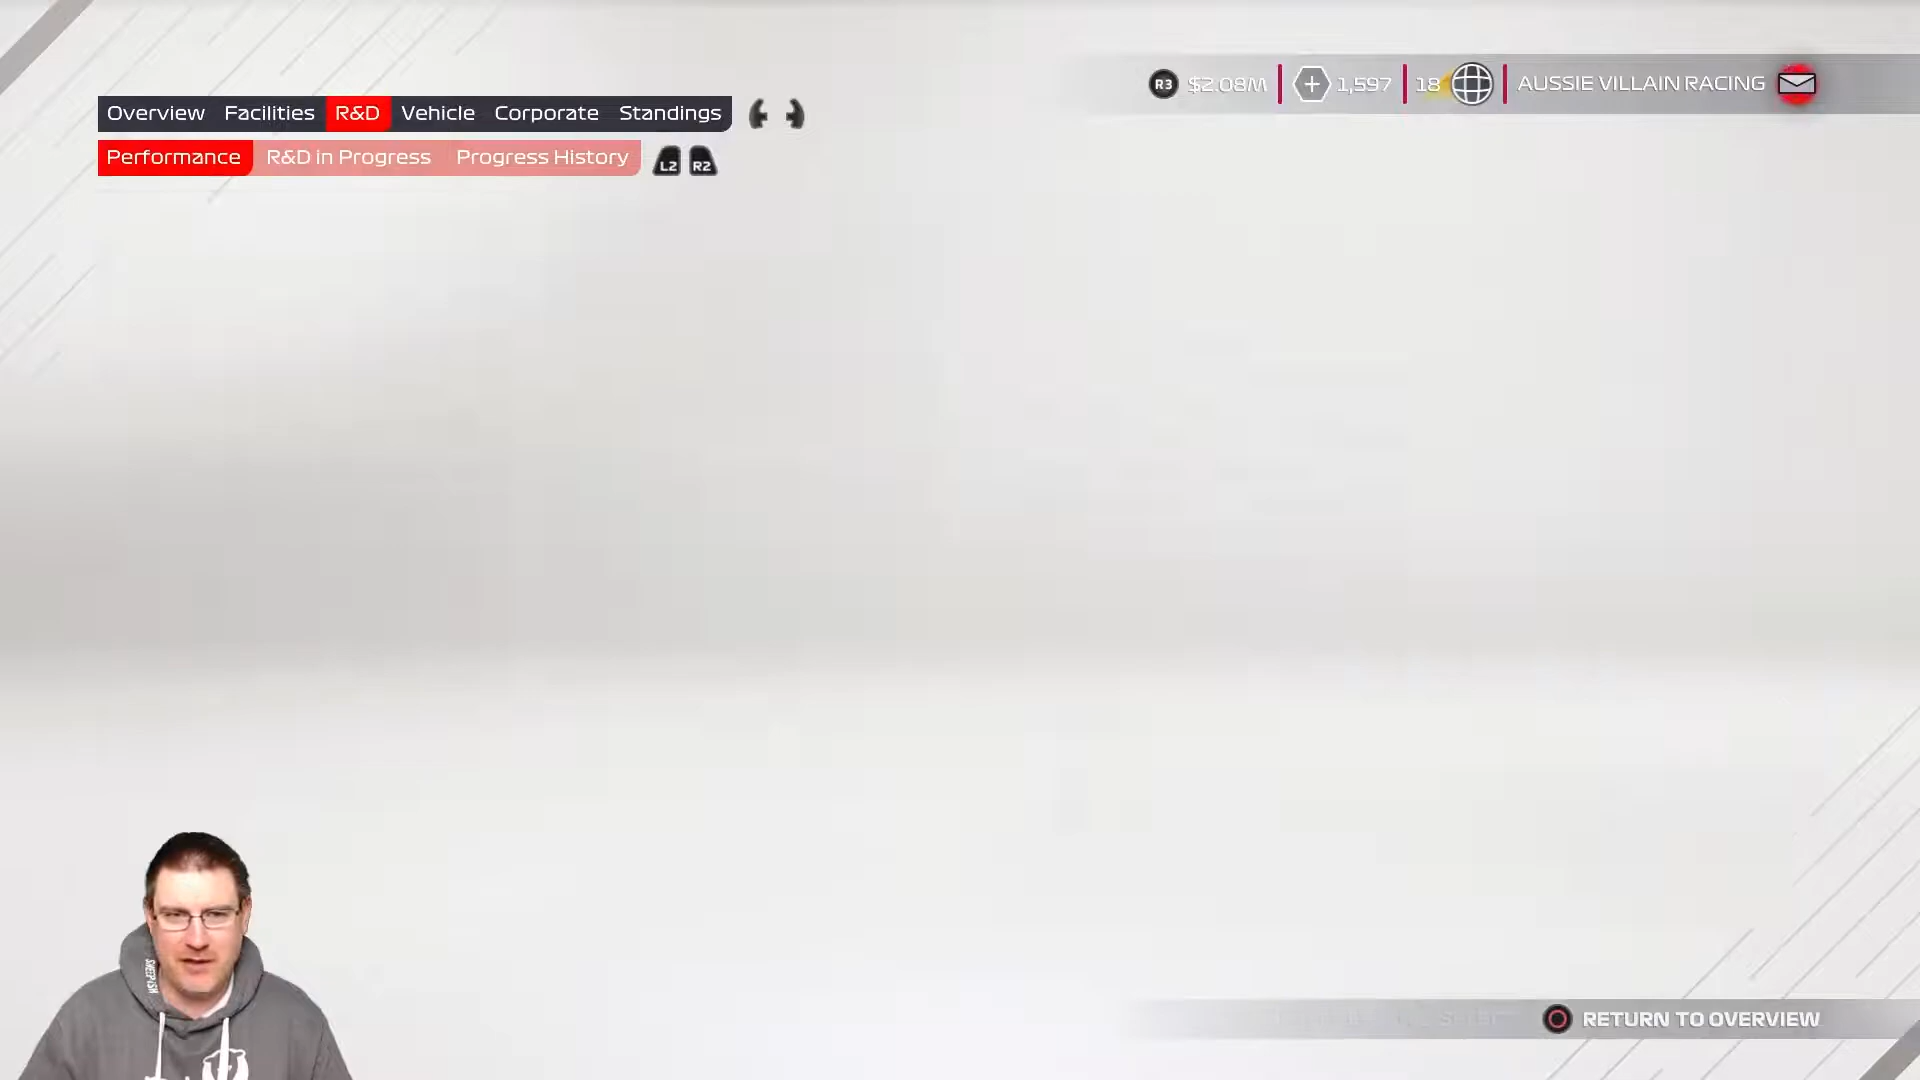 R3 $2.08M 1,597 18 AUSSIE VILLAIN RACING
Overview Facilities R&D Vehicle Corporate Standings
Performance R&D in Progress Progress History L2 R2
RETURN TO OVERVIEW